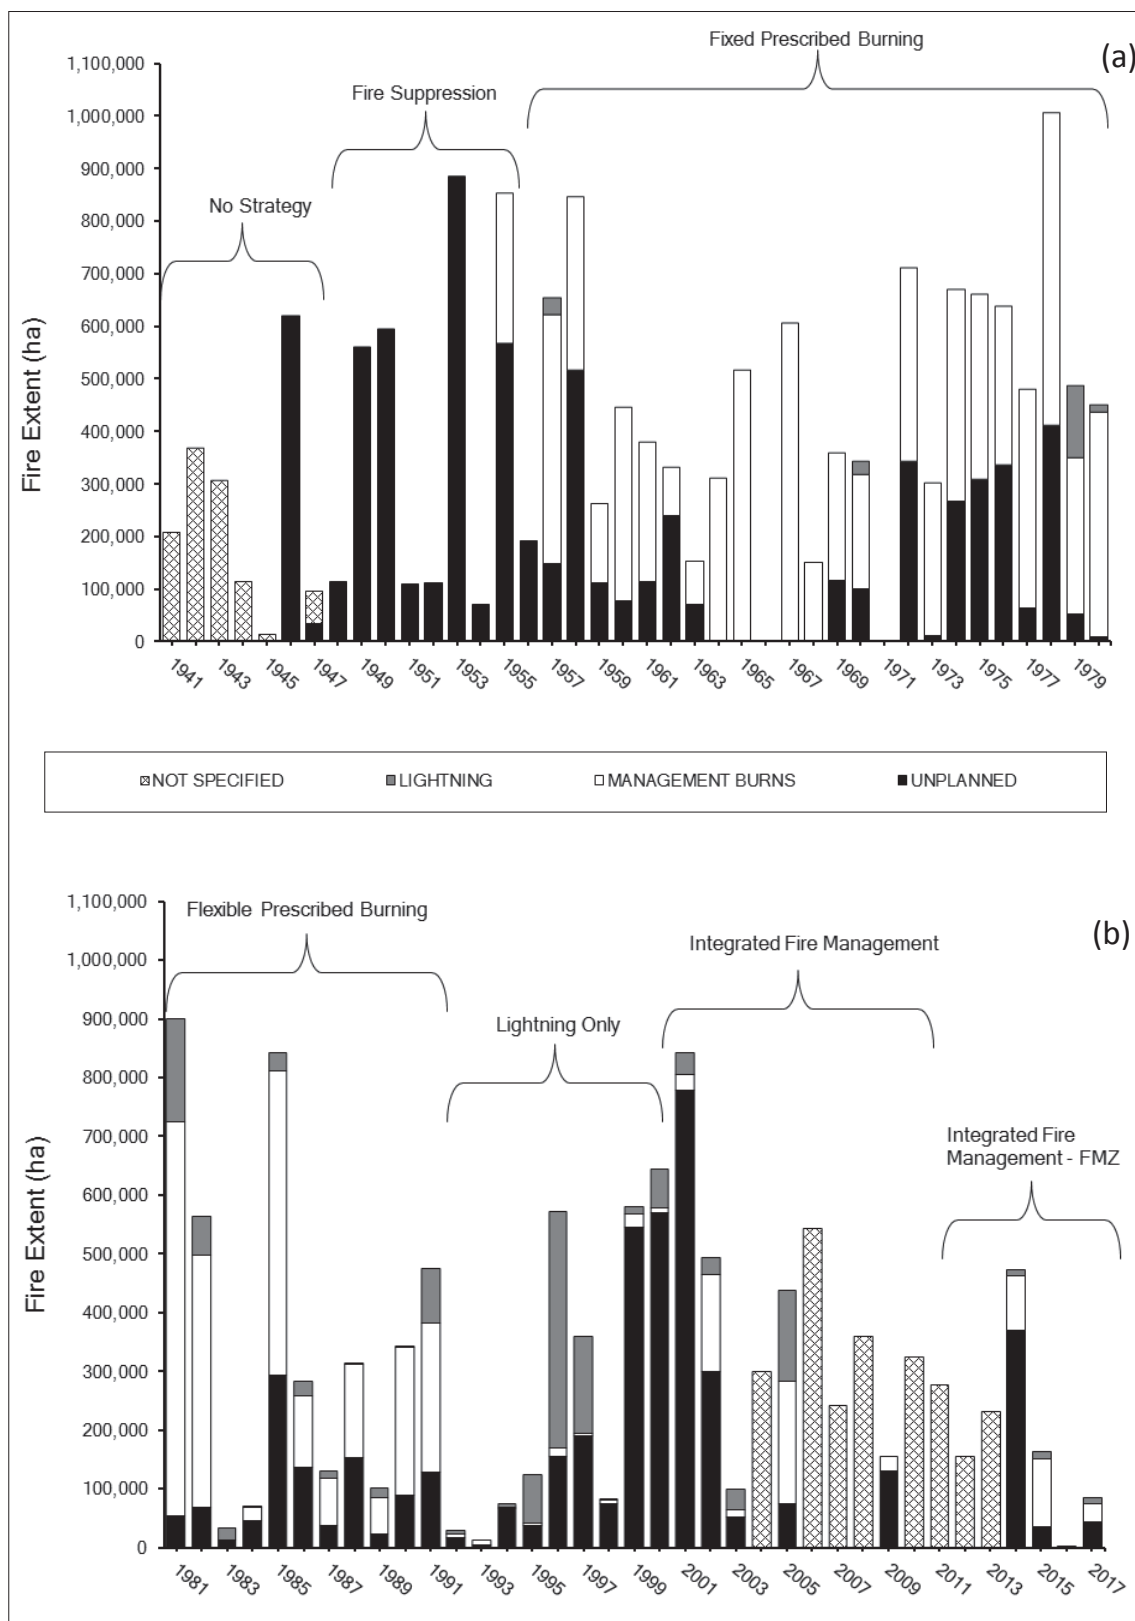 Fixed Prescribed Burning
(a)
1,100,000
1,000,000
900,000
800,000
700,000
600,000
500,000
400,000
300,000
200,000
100,000
0
Fire Suppression
No Strategy
Fire Extent (ha)
1941 1943 1945 1947 1949 1951 1953 1955 1957 1959 1961 1963 1965 1967 1969 1971 1973 1975 1977 1979
NOT SPECIFIED LIGHTNING MANAGEMENT BURNS UNPLANNED
1,100,000
1,000,000
900,000
800,000
700,000
600,000
500,000
400,000
300,000
200,000
100,000
0
Flexible Prescribed Burning
(b)
Integrated Fire Management
Lightning Only
Integrated Fire
Management - FMZ
Fire Extent (ha)
1981 1983 1985 1987 1989 1991 1993 1995 1997 1999 2001 2003 2005 2007 2009 2011 2013 2015 2017